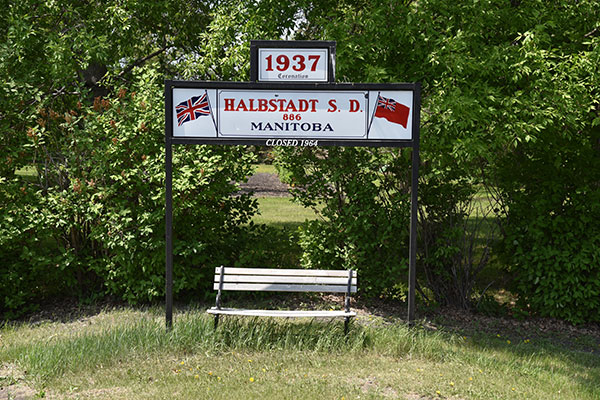 1937
Coronation
HALBSTADT S. D.
886
MANITOBA
CLOSED 1964